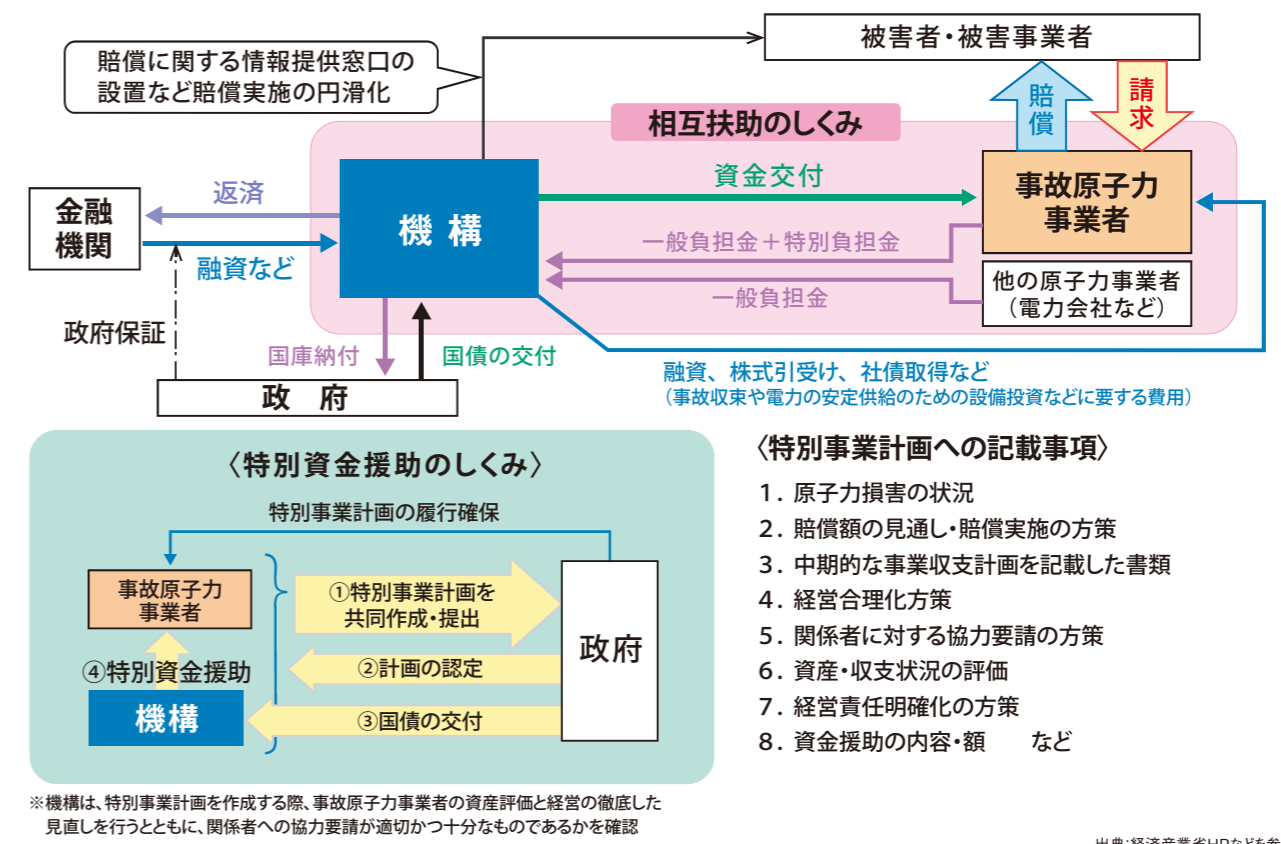 被害者・被害事業者
賠償に関する情報提供窓口の
設置など賠償実施の円滑化
賠償
請求
相互扶助のしくみ
資金交付
事故原子力
事業者
返済
金融
機関
機構
一般負担金＋特別負担金
融資など
他の原子力事業者
（電力会社など）
一般負担金
政府保証
国庫納付
国債の交付
政府
融資、株式引受け、社債取得など
（事故収束や電力の安定供給のための設備投資などに要する費用）
〈特別資金援助のしくみ〉
特別事業計画の履行確保
事故原子力
事業者
①特別事業計画を
共同作成・提出
政府
②計画の認定
④特別資金援助
機構
③国債の交付
〈特別事業計画への記載事項〉
1．原子力損害の状況
2．賠償額の見通し・賠償実施の方策
3．中期的な事業収支計画を記載した書類
4．経営合理化方策
5．関係者に対する協力要請の方策
6．資産・収支状況の評価
7．経営責任明確化の方策
8．資金援助の内容・額　　など
※機構は、特別事業計画を作成する際、事故原子力事業者の資産評価と経営の徹底した
見直しを行うとともに、関係者への協力要請が適切かつ十分なものであるかを確認
出典：経済産業省HPなどを参